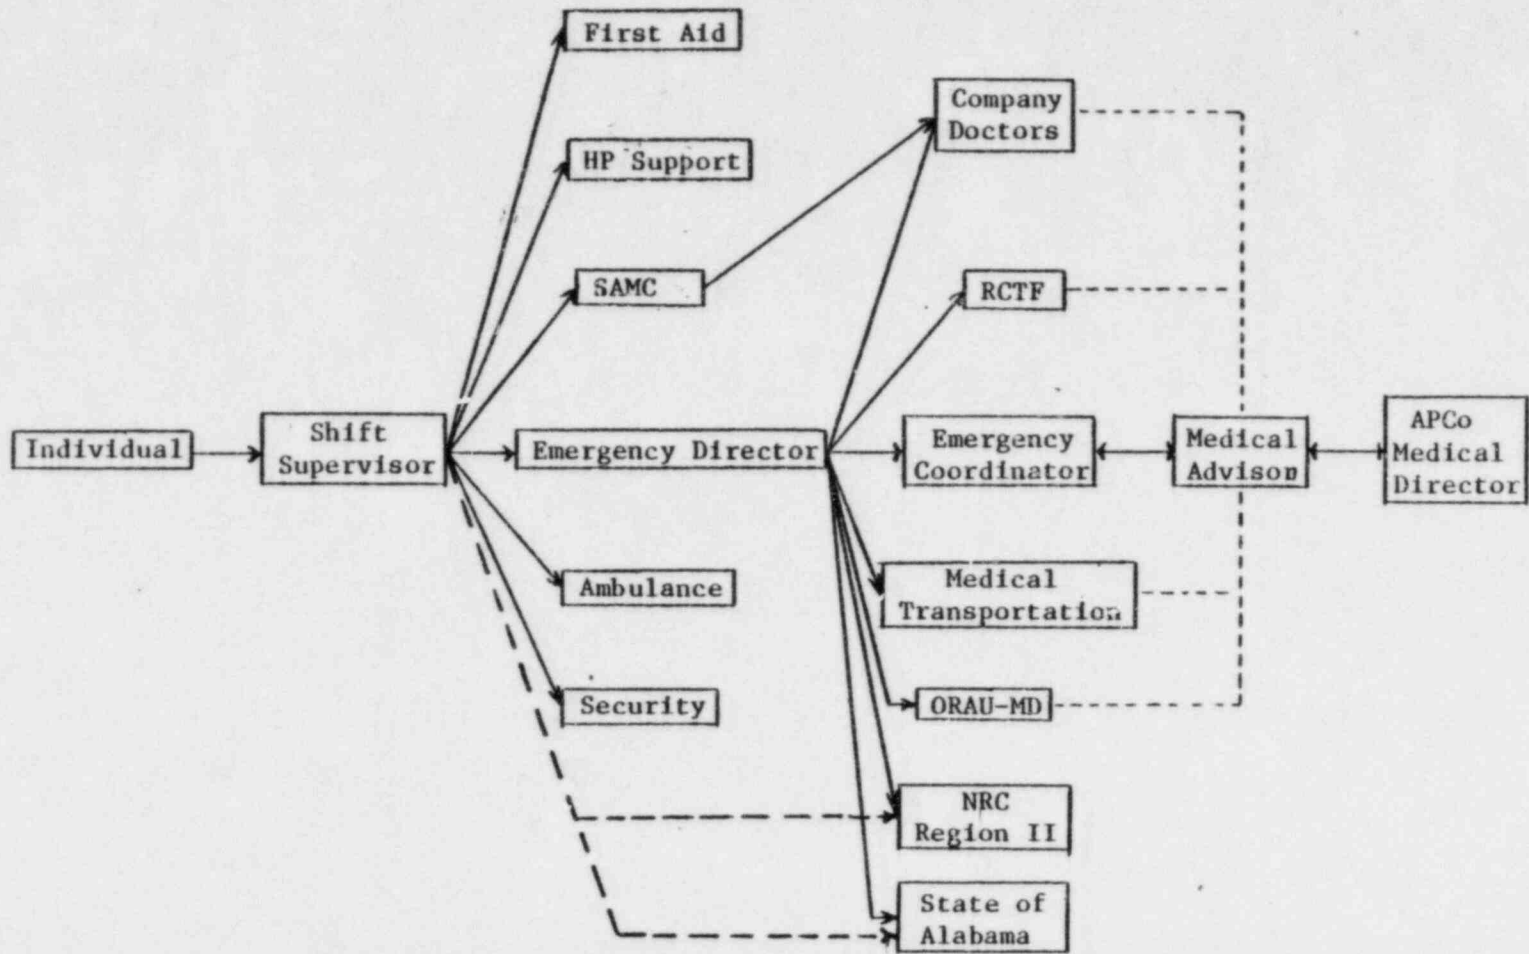 First Aid
Company
Doctors
HP Support
SAMC
RCTF
Individual
Shift
Supervisor
Emergency Director
Emergency
Coordinator
Medical
Advisor
APCo
Medical
Director
Ambulance
Medical
Transportation
Security
ORAU-MD
NRC
Region II
State of
Alabama